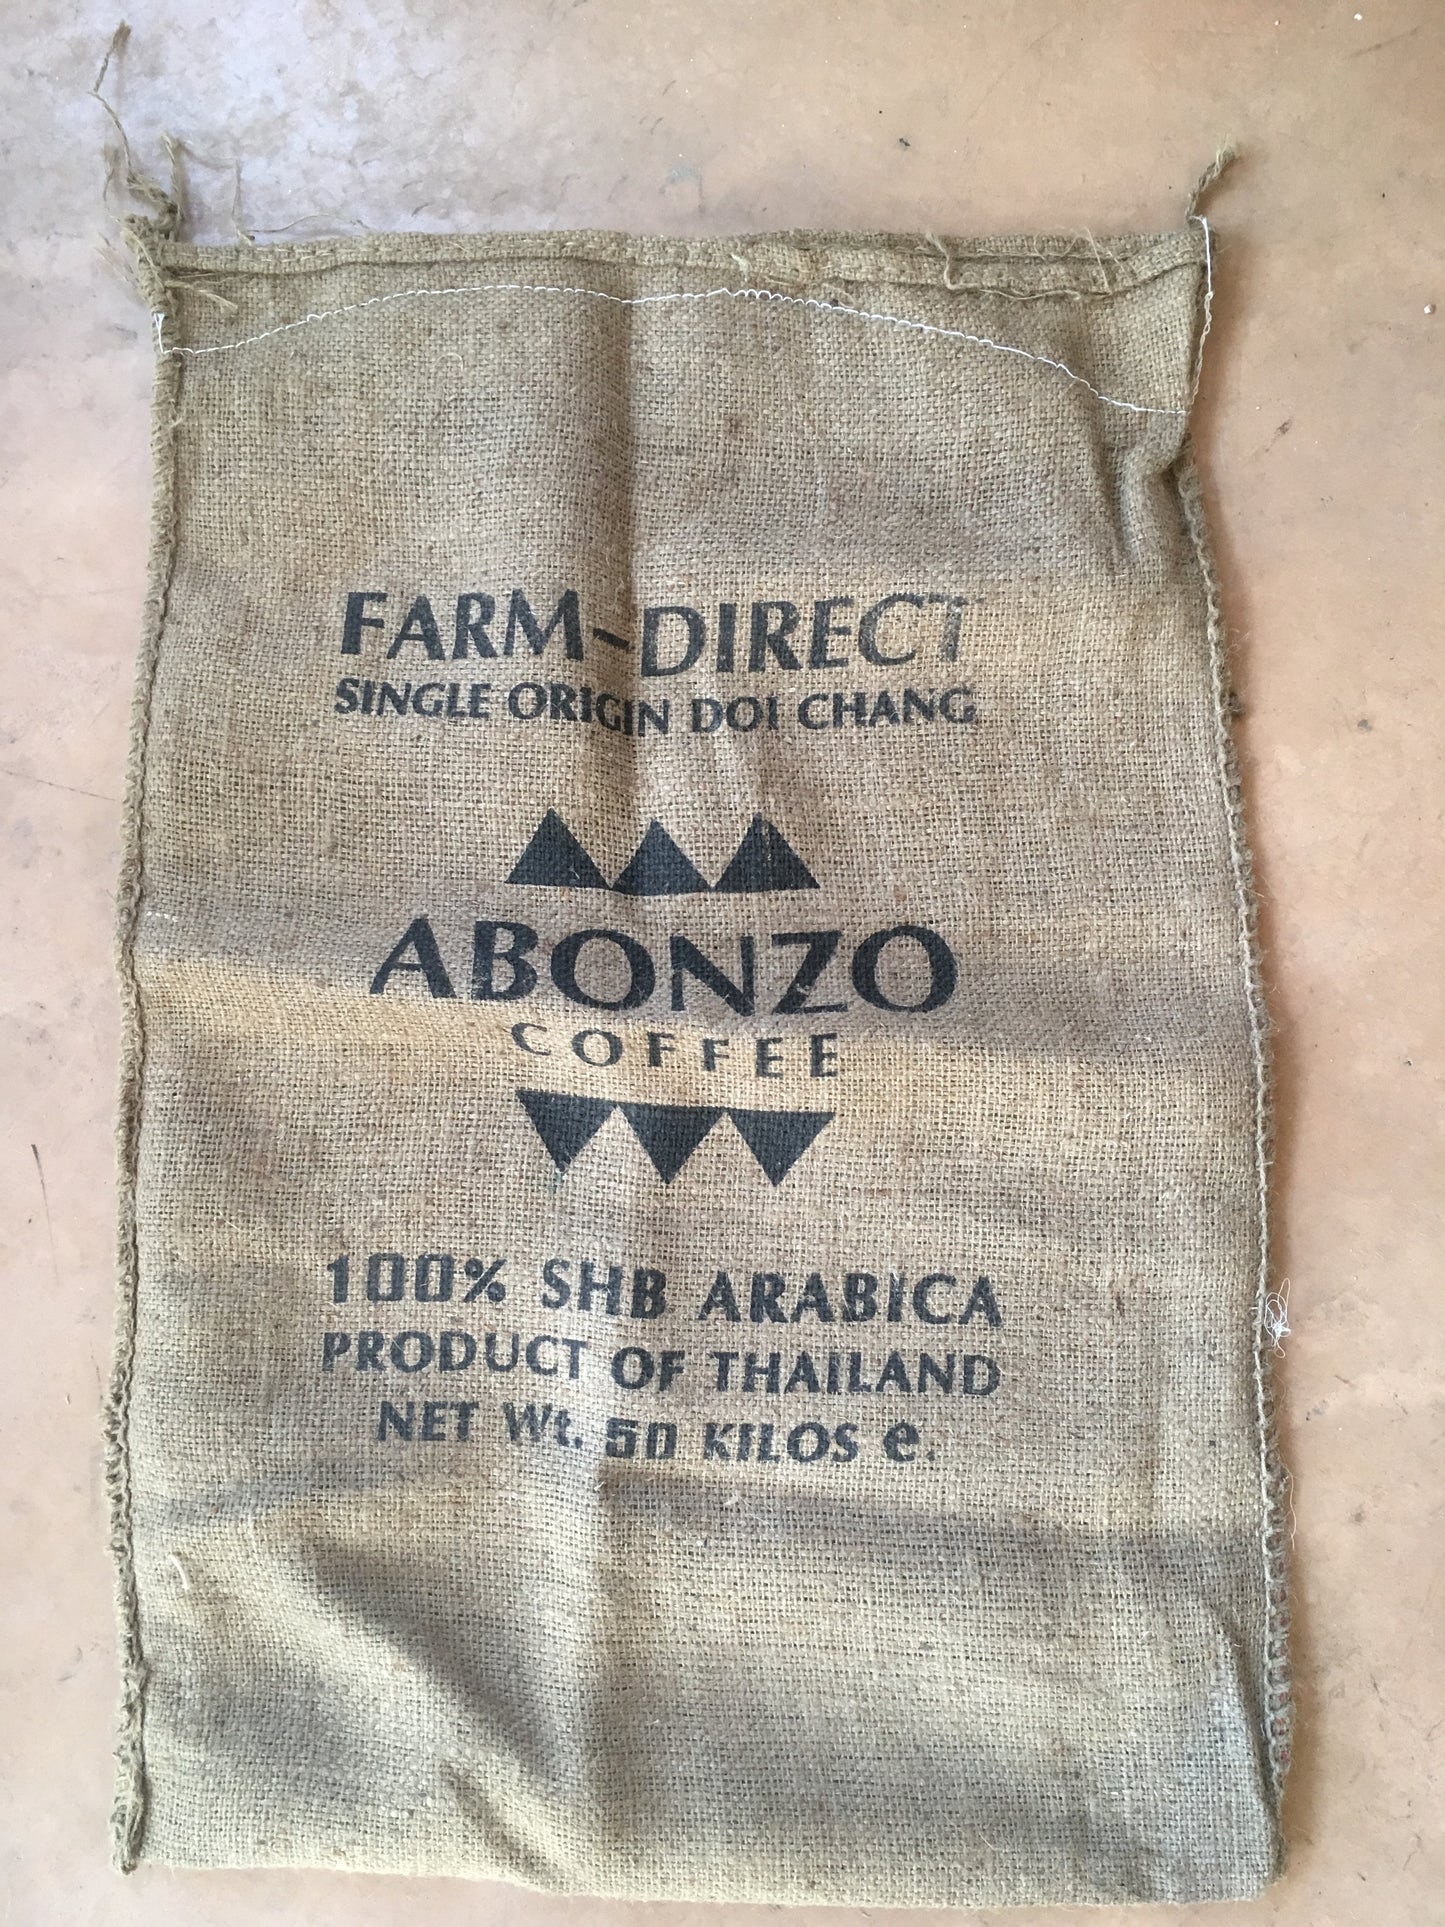 FARM-DIRECT
SINGLE ORIGIN DOI CHANG
ABONZO
COFFEE
100% SHB ARABICA
PRODUCT OF THAILAND
NET Wt. 50 KILOS e.